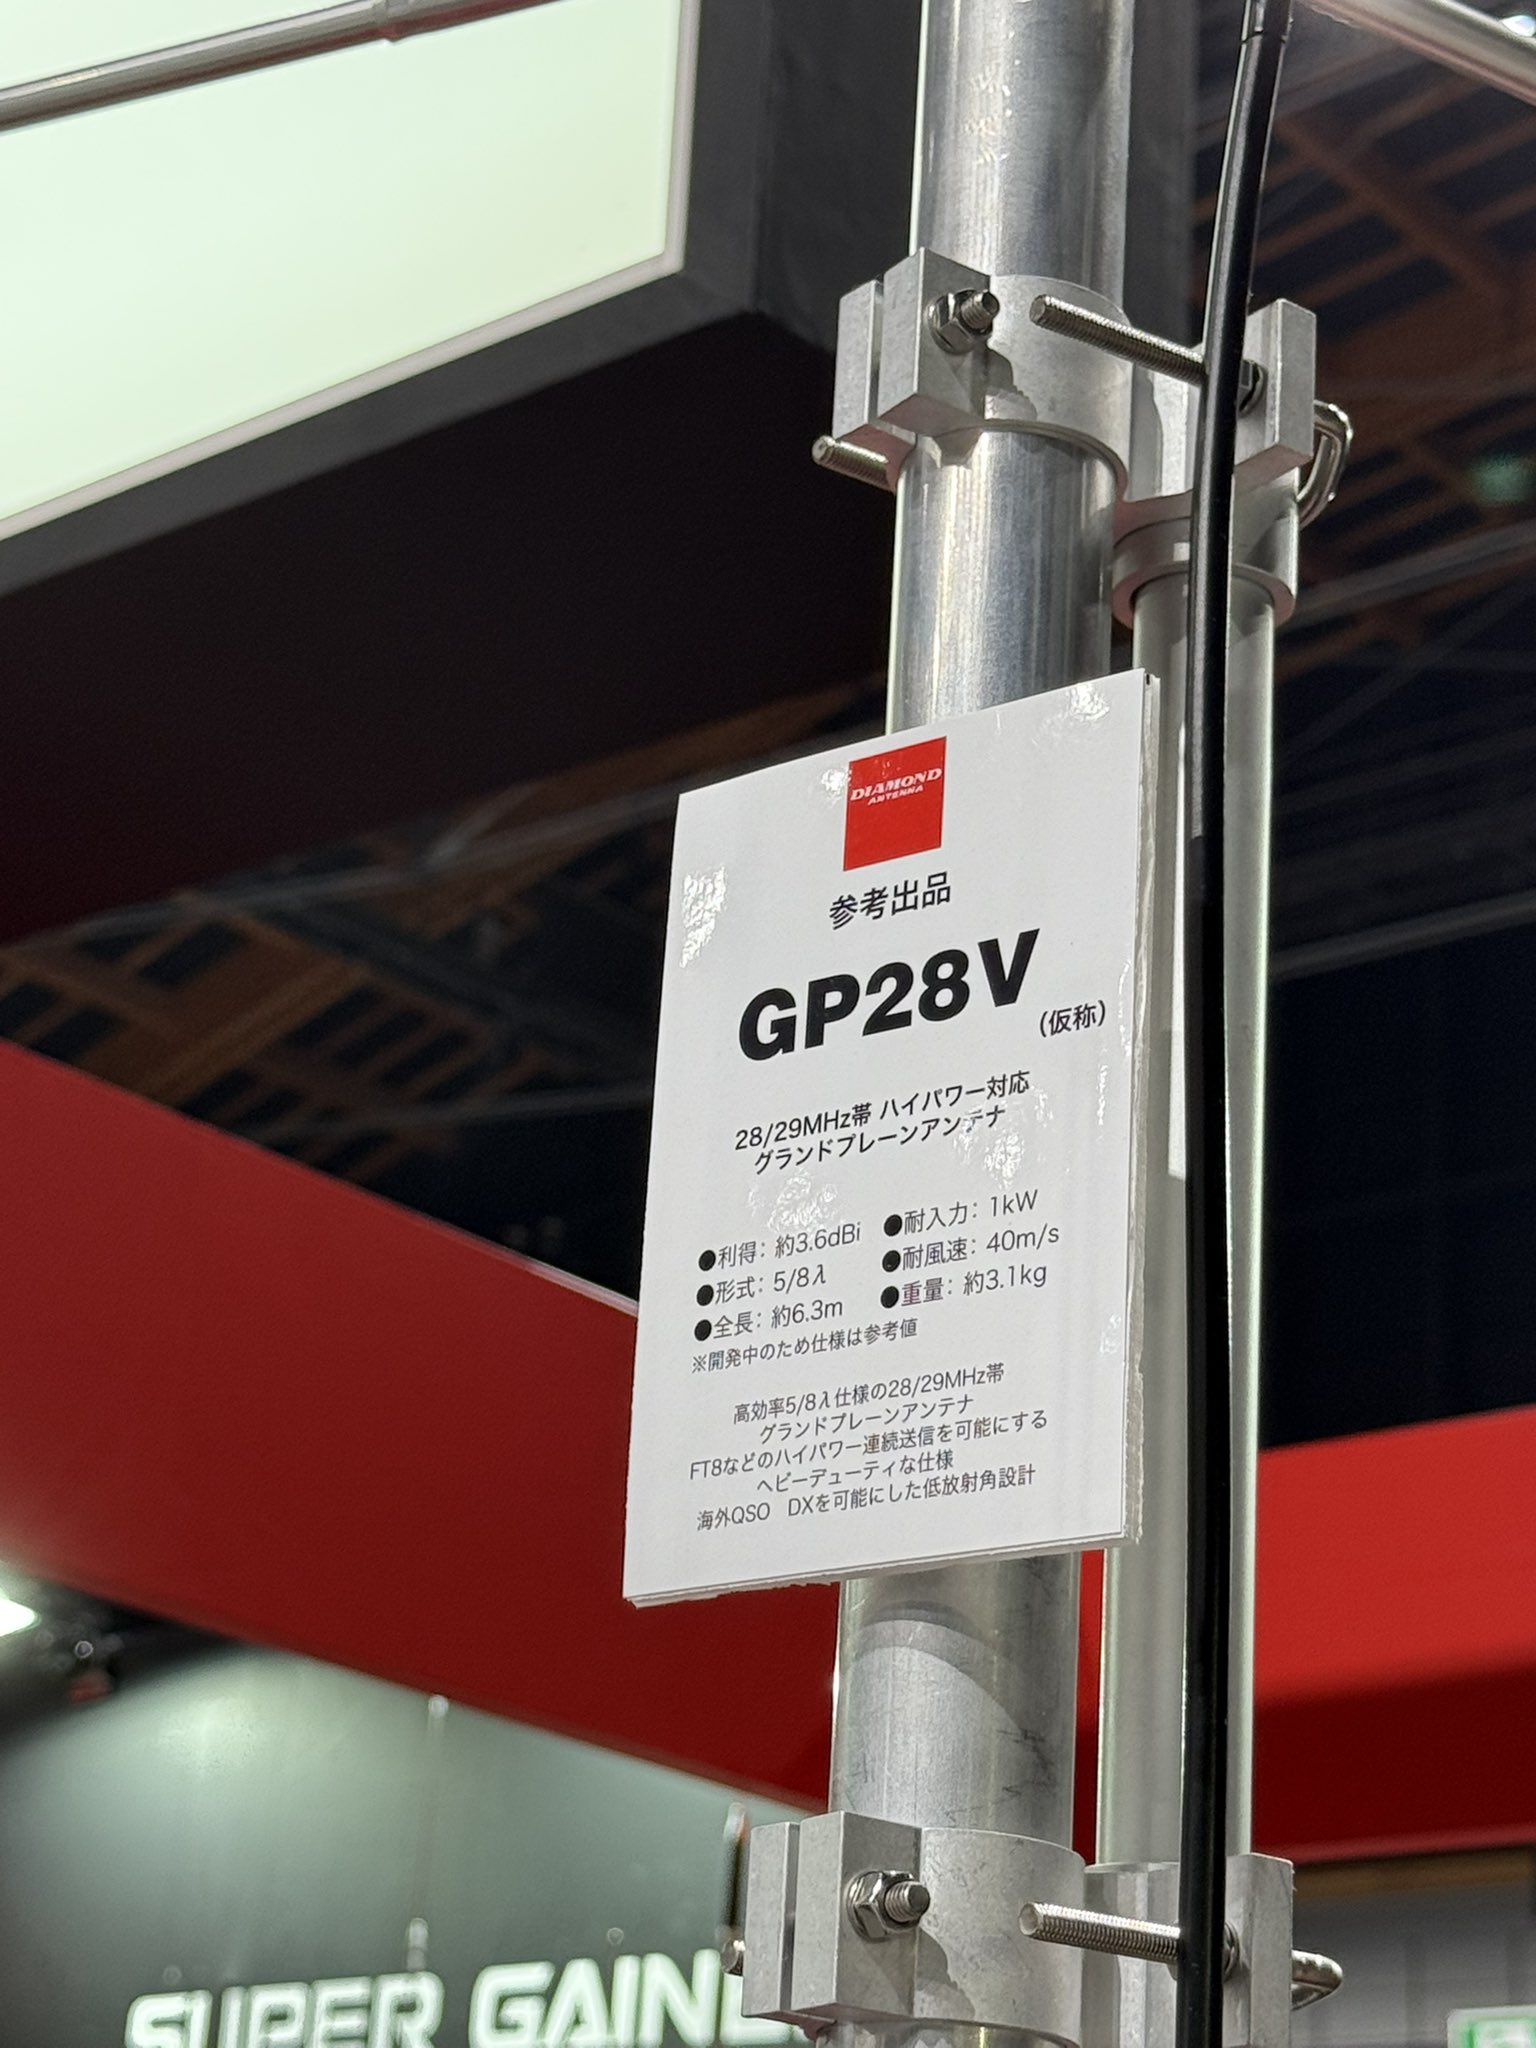 DIAMOND
ANTENNA
参考出品
GP28V
(仮称)
28/29MHz帯 ハイパワー対応
グランドプレーンアンテナ
●利得：約3.6dBi ●耐入力：1kW
●形式：5/8λ ●耐風速：40m/s
●全長：約6.3m ●重量：約3.1kg
※開発中のため仕様は参考値
高効率5/8λ仕様の28/29MHz帯
グランドプレーンアンテナ
FT8などのハイパワー連続送信を可能にする
ヘビーデューティな仕様
海外QSO　DXを可能にした低放射角設計
SUPER GAINE